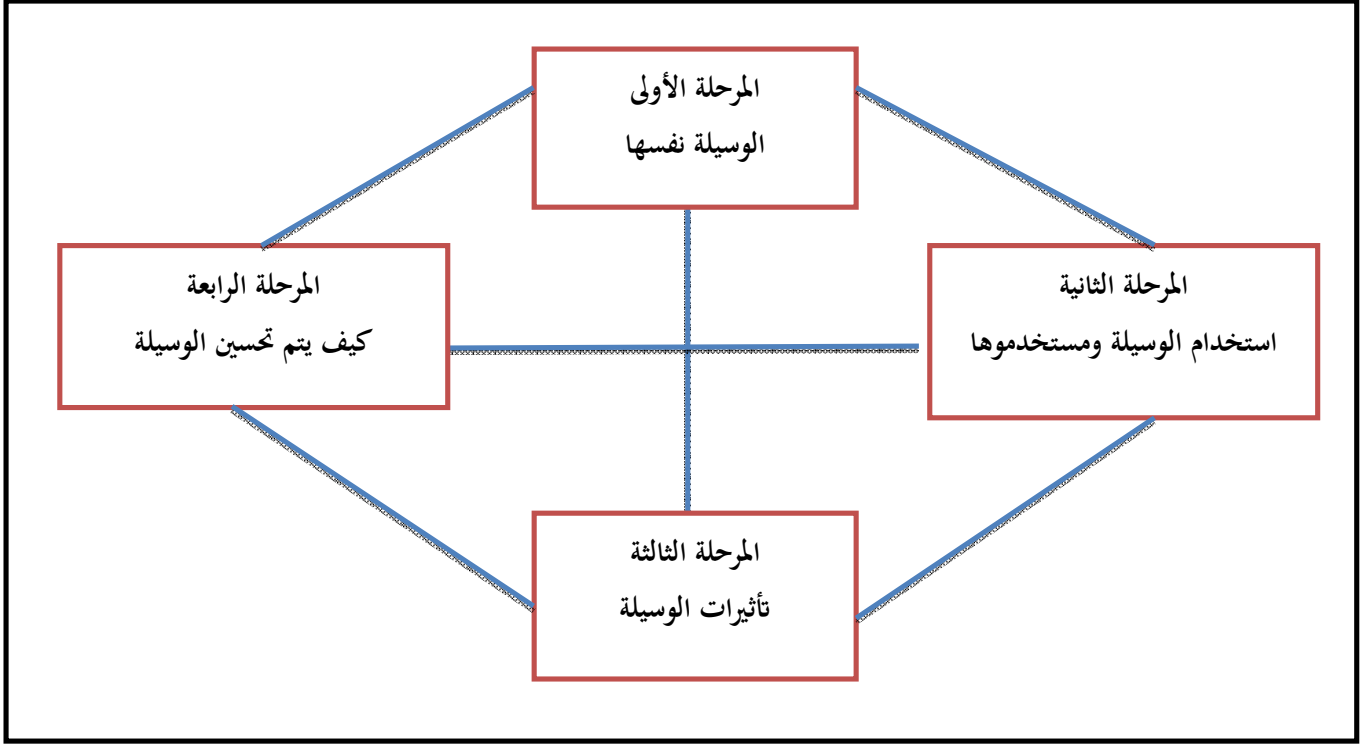 المرحلة الأولى
الوسيلة نفسها
المرحلة الثانية
استخدام الوسيلة ومستخدموها
المرحلة الثالثة
تأثيرات الوسيلة
المرحلة الرابعة
كيف يتم تحسين الوسيلة